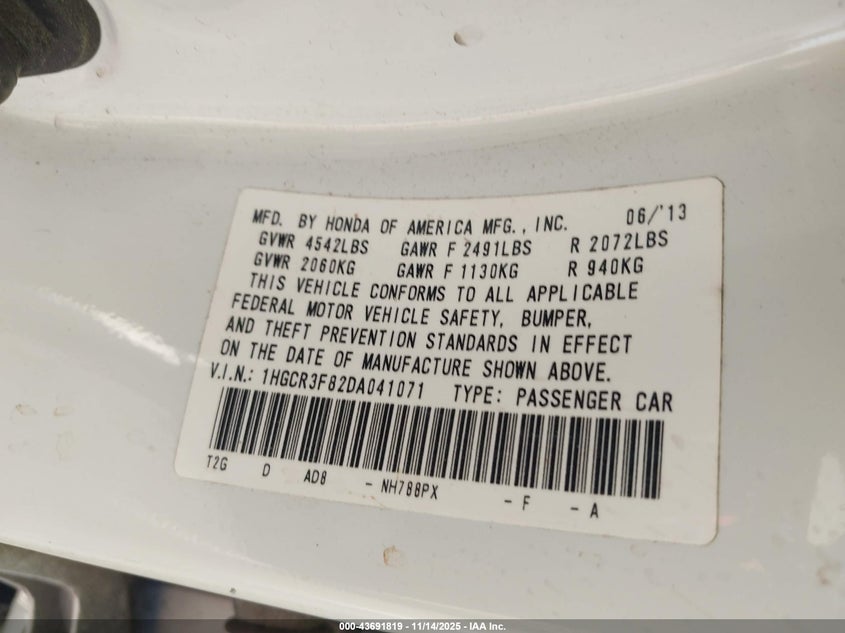 MFD. BY HONDA OF AMERICA MFG., INC. 06/'13
GVWR 4542LBS GAWR F 2491LBS R 2072LBS
GVWR 2060KG GAWR F 1130KG R 940KG
THIS VEHICLE CONFORMS TO ALL APPLICABLE
FEDERAL MOTOR VEHICLE SAFETY, BUMPER,
AND THEFT PREVENTION STANDARDS IN EFFECT
ON THE DATE OF MANUFACTURE SHOWN ABOVE.
V.I.N.: 1HGCR3F82DA041071 TYPE: PASSENGER CAR
T2G D AD8 - NH788PX - F - A
000-43691819 - 11/14/2025 - IAA Inc.